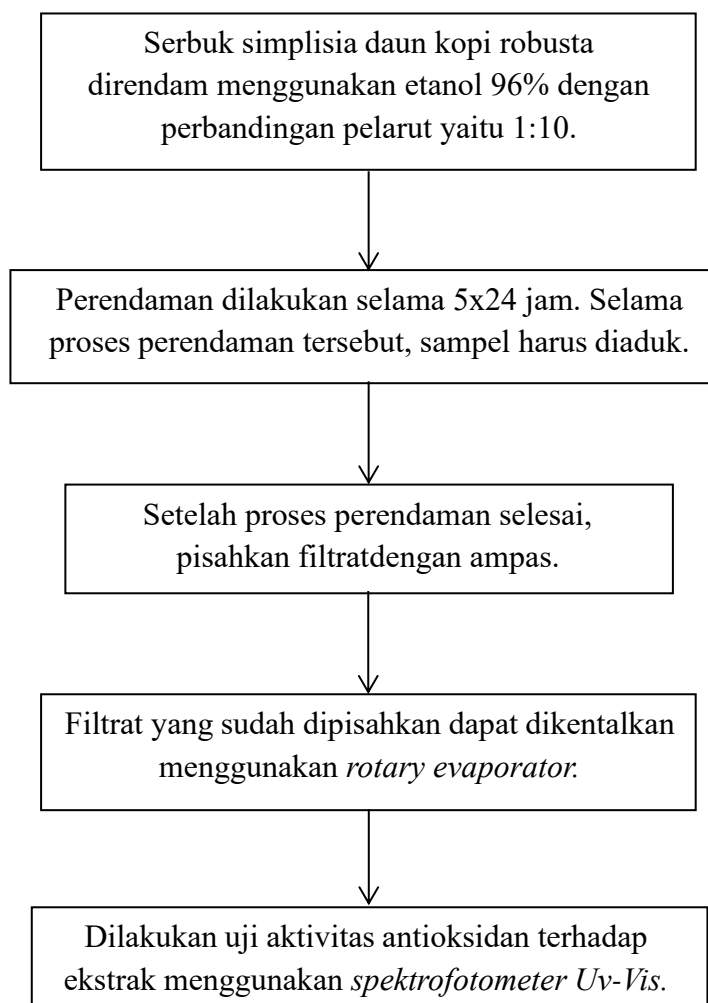 Serbuk simplisia daun kopi robusta
direndam menggunakan etanol 96% dengan
perbandingan pelarut yaitu 1:10.
Perendaman dilakukan selama 5x24 jam. Selama
proses perendaman tersebut, sampel harus diaduk.
Setelah proses perendaman selesai,
pisahkan filtratdengan ampas.
Filtrat yang sudah dipisahkan dapat dikentalkan
menggunakan rotary evaporator.
Dilakukan uji aktivitas antioksidan terhadap
ekstrak menggunakan spektrofotometer Uv-Vis.